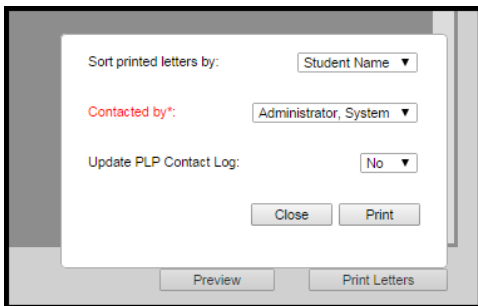 Sort printed letters by: Student Name
Contacted by*: Administrator, System
Update PLP Contact Log: No
Close Print
Preview Print Letters